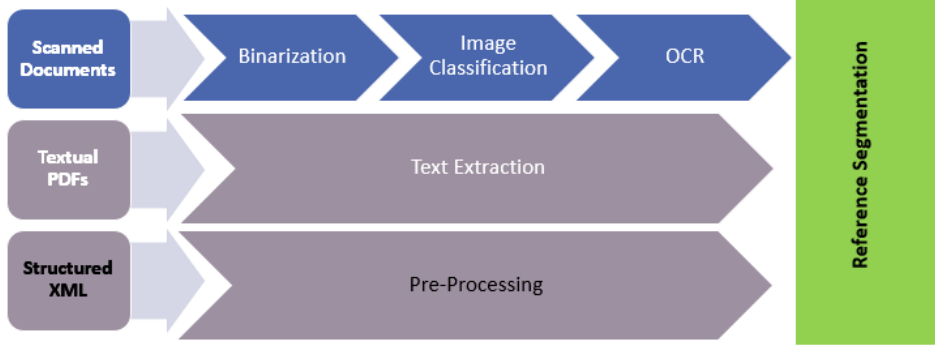 Scanned
Documents
Binarization
Image
Classification
OCR
Textual
PDFs
Text Extraction
Structured
XML
Pre-Processing
Reference Segmentation